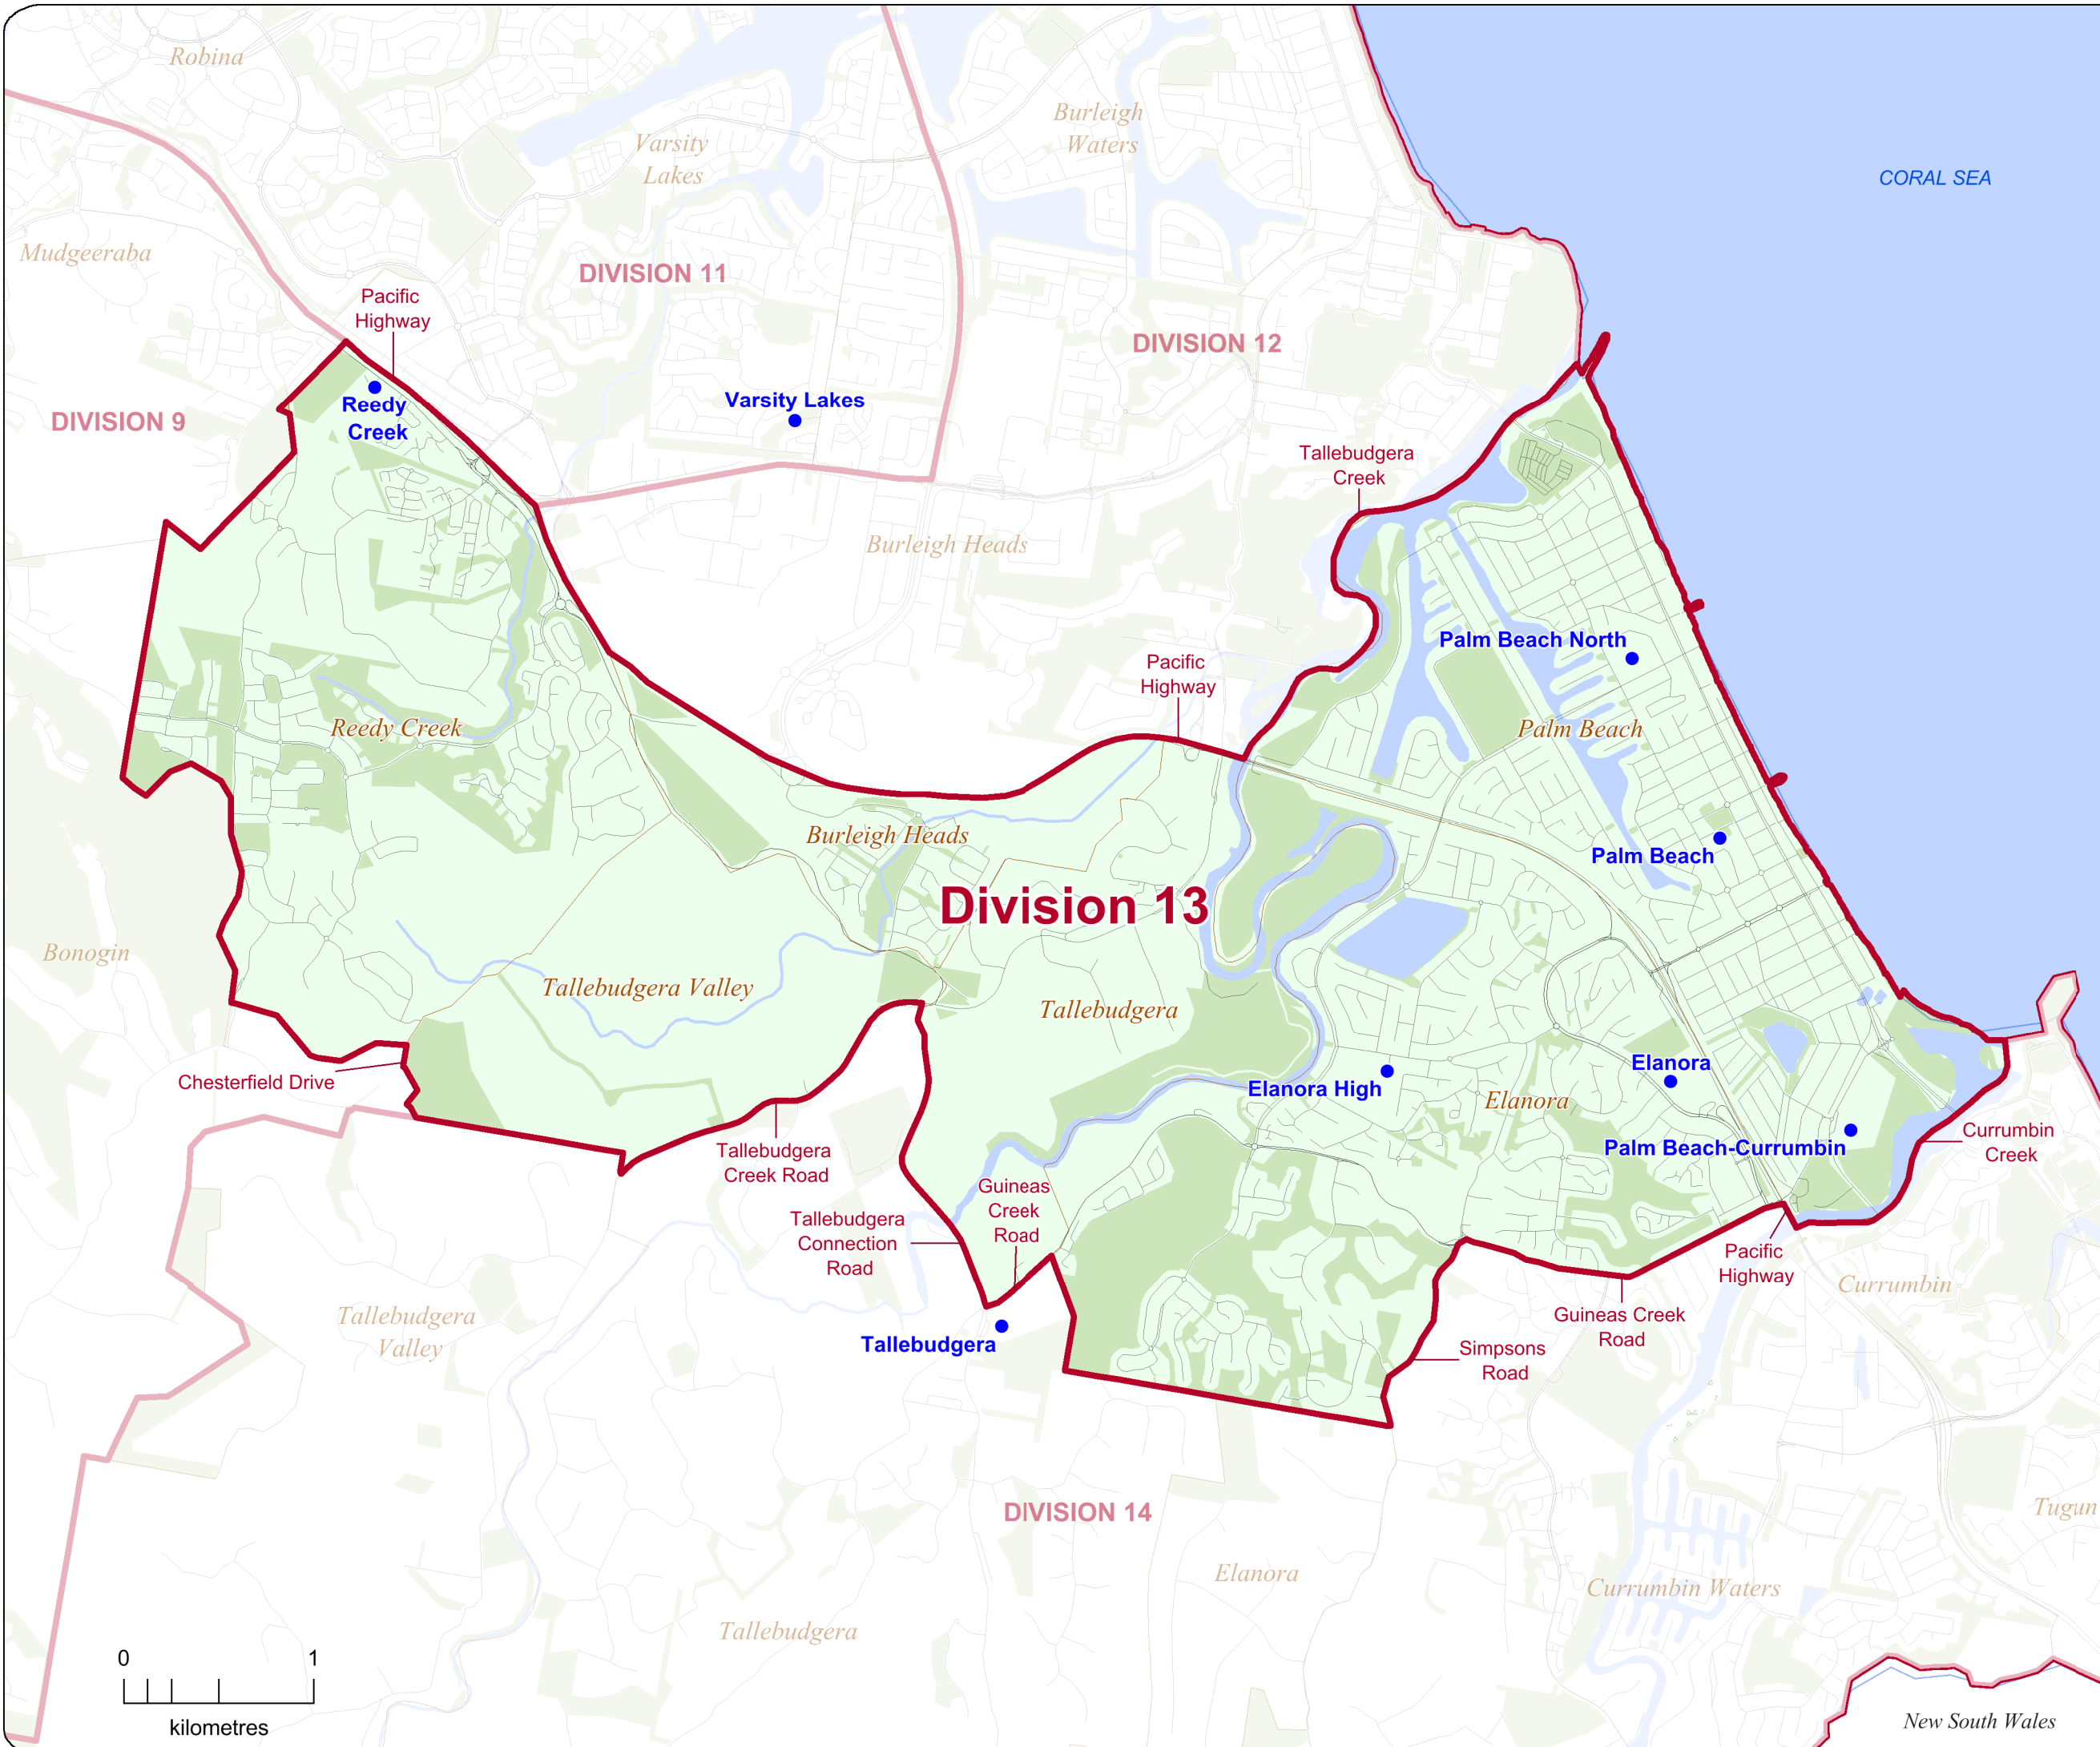 Robina
Burleigh
Waters
Varsity
Lakes
CORAL SEA
Mudgeeraba
DIVISION 11
Pacific
Highway
DIVISION 12
Reedy
Creek
Varsity Lakes
DIVISION 9
Tallebudgera
Creek
Burleigh Heads
Palm Beach North
Pacific
Highway
Reedy Creek
Palm Beach
Burleigh Heads
Palm Beach
Division 13
Bonogin
Tallebudgera Valley
Tallebudgera
Elanora
Chesterfield Drive
Elanora High
Elanora
Tallebudgera
Creek Road
Palm Beach-Currumbin
Currumbin
Creek
Guineas
Creek
Road
Tallebudgera
Connection
Road
Pacific
Highway
Currumbin
Tallebudgera
Valley
Guineas Creek
Road
Tallebudgera
Simpsons
Road
DIVISION 14
Tugun
Elanora
Currumbin Waters
Tallebudgera
0 1
kilometres
New South Wales